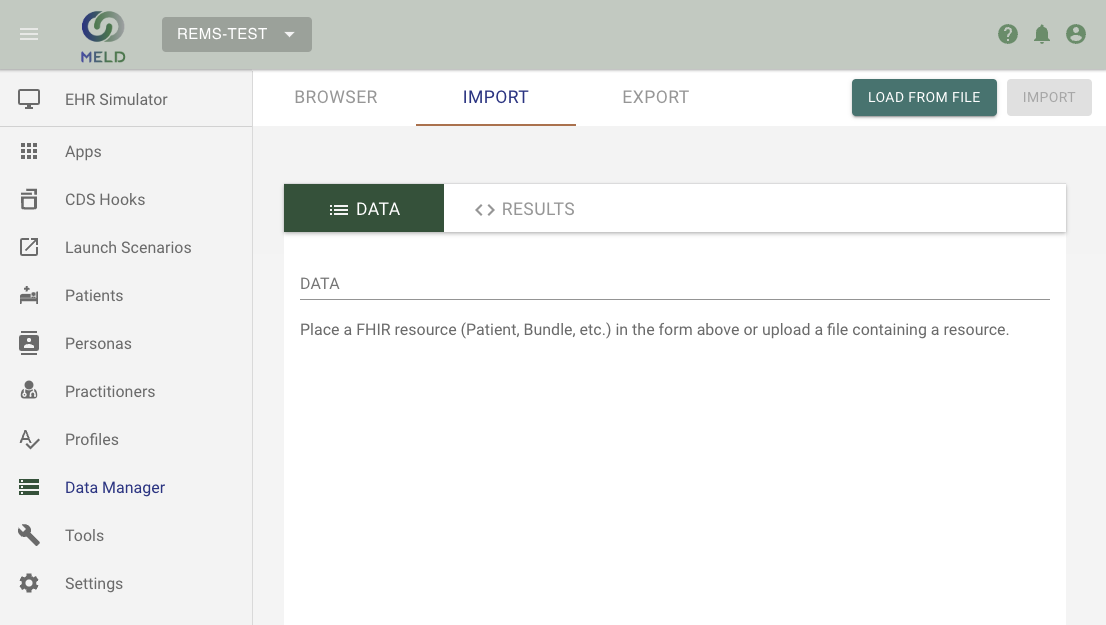 MELD
REMS-TEST
EHR Simulator
Apps
CDS Hooks
Launch Scenarios
Patients
Personas
Practitioners
Profiles
Data Manager
Tools
Settings
BROWSER IMPORT EXPORT LOAD FROM FILE IMPORT
DATA RESULTS
DATA
Place a FHIR resource (Patient, Bundle, etc.) in the form above or upload a file containing a resource.